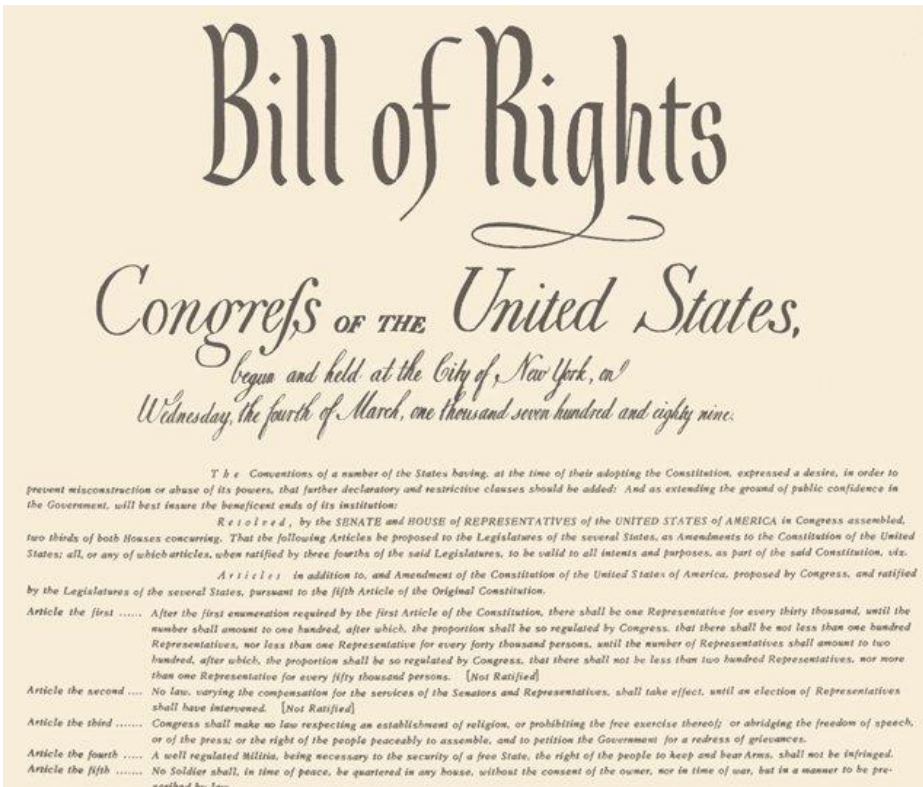 Bill of Rights
Congreſs OF THE United States,
begun and held at the City of New York, on
Wednesday, the fourth of March, one thousand seven hundred and eighty nine.
The Conventions of a number of the States having, at the time of their adopting the Constitution, expressed a desire, in order to
prevent misconstruction or abuse of its powers, that further declaratory and restrictive clauses should be added: And as extending the ground of public confidence in
the Government, will best insure the beneficent ends of its institution:
Resolved, by the SENATE and HOUSE of REPRESENTATIVES of the UNITED STATES of AMERICA in Congress assembled,
two thirds of both Houses concurring. That the following Articles be proposed to the Legislatures of the several States, as Amendments to the Constitution of the United
States; all, or any of which articles, when ratified by three fourths of the said Legislatures, to be valid to all intents and purposes, as part of the said Constitution, viz.
Articles in addition to, and Amendment of the Constitution of the United States of America, proposed by Congress, and ratified
by the Legislatures of the several States, pursuant to the fifth Article of the Original Constitution.
Article the first ...... After the first enumeration required by the first Article of the Constitution, there shall be one Representative for every thirty thousand, until the
number shall amount to one hundred, after which, the proportion shall be so regulated by Congress, that there shall be not less than one hundred
Representatives, nor less than one Representative for every forty thousand persons, until the number of Representatives shall amount to two
hundred, after which, the proportion shall be so regulated by Congress, that there shall not be less than two hundred Representatives, nor more
than one Representative for every fifty thousand persons. [Not Ratified]
Article the second .... No law, varying the compensation for the services of the Senators and Representatives, shall take effect, until an election of Representatives
shall have intervened. [Not Ratified]
Article the third ....... Congress shall make no law respecting an establishment of religion, or prohibiting the free exercise thereof; or abridging the freedom of speech,
or of the press; or the right of the people peaceably to assemble, and to petition the Government for a redress of grievances.
Article the fourth ..... A well regulated Militia, being necessary to the security of a free State, the right of the people to keep and bear Arms, shall not be infringed.
Article the fifth ....... No Soldier shall, in time of peace, be quartered in any house, without the consent of the owner, nor in time of war, but in a manner to be pre-